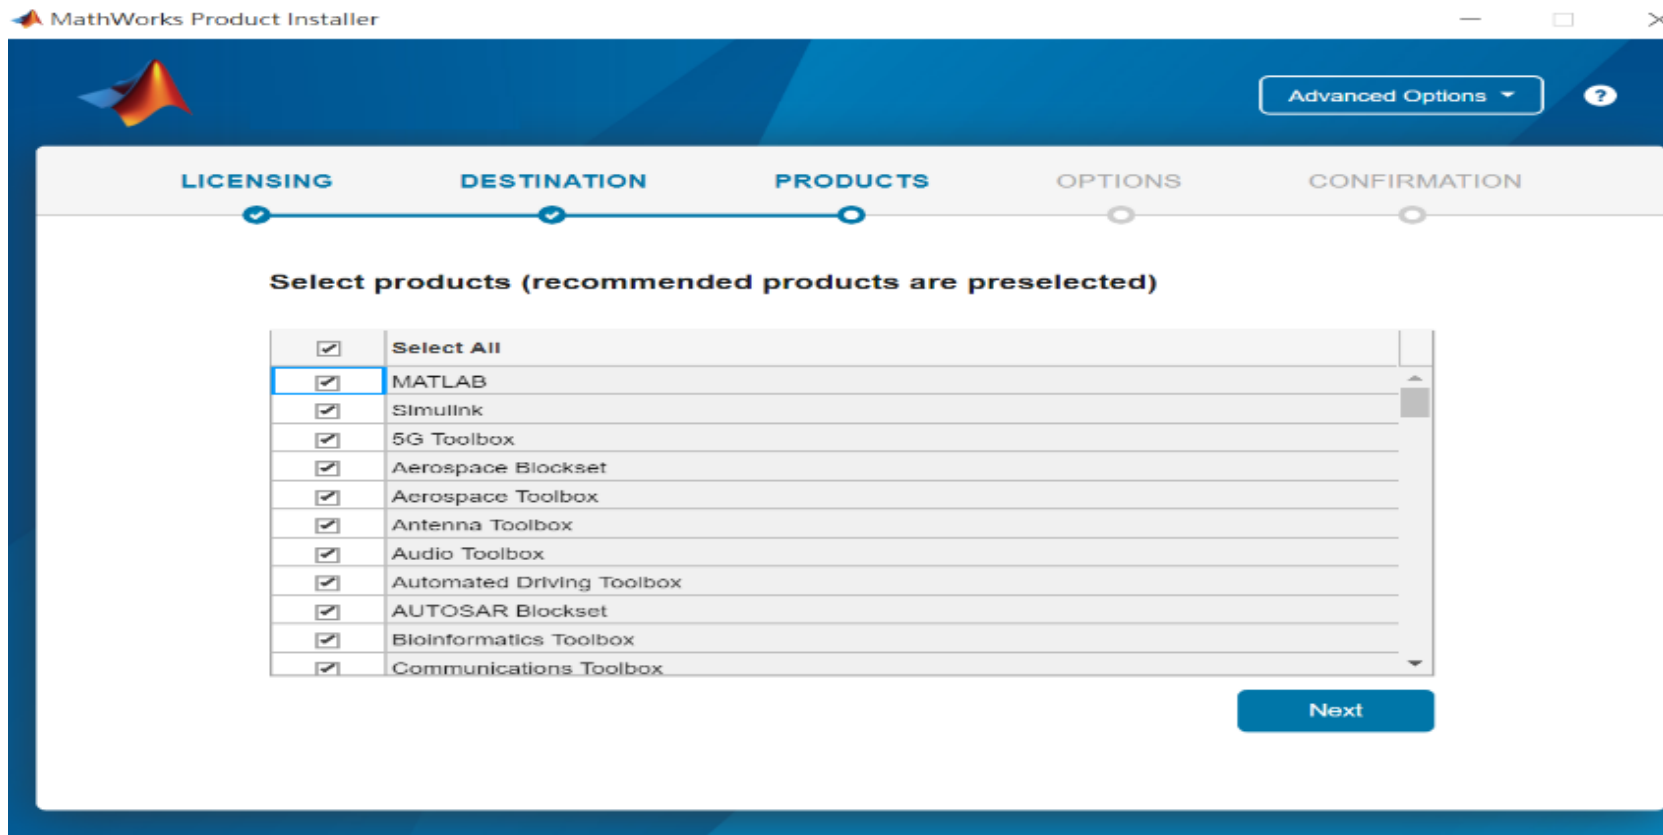 MathWorks Product Installer
Advanced Options
?
LICENSING DESTINATION PRODUCTS OPTIONS CONFIRMATION
Select products (recommended products are preselected)
Select All
MATLAB
Simulink
5G Toolbox
Aerospace Blockset
Aerospace Toolbox
Antenna Toolbox
Audio Toolbox
Automated Driving Toolbox
AUTOSAR Blockset
Bioinformatics Toolbox
Communications Toolbox
Next